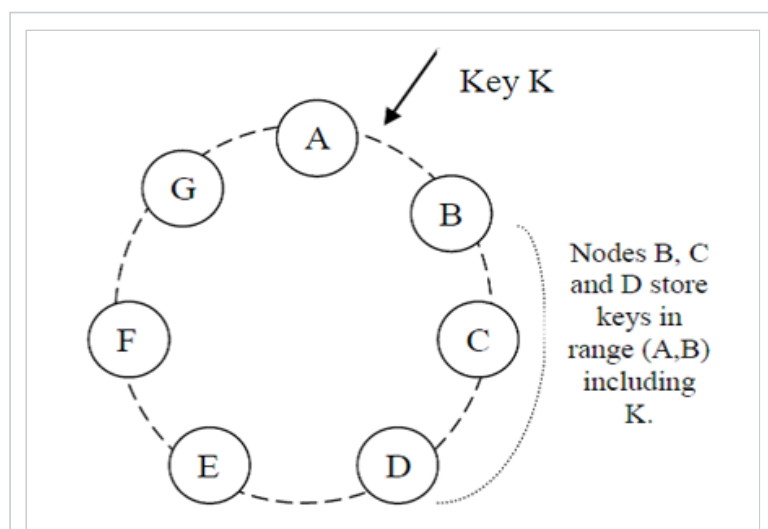 Key K
A
G
B
Nodes B, C
and D store
keys in
range (A,B)
including
K.
F
C
E
D